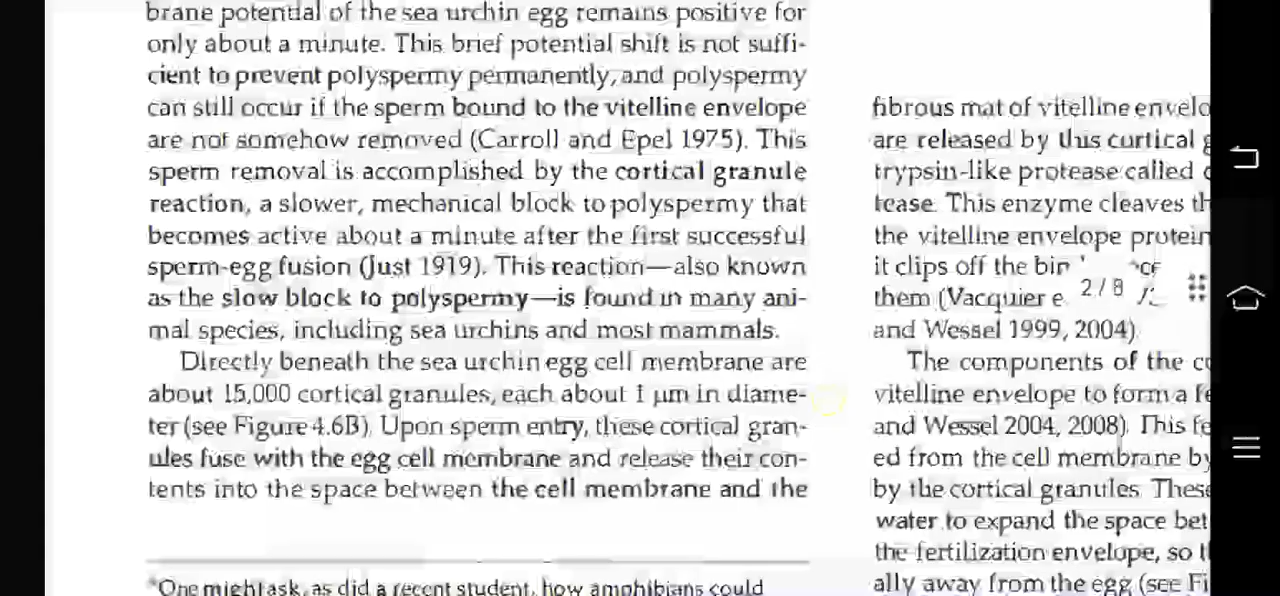 brane potential of the sea urchin egg remains positive for
only about a minute. This brief potential shift is not suffi-
cient to prevent polyspermy permanently, and polyspermy
can still occur if the sperm bound to the vitelline envelope
are not somehow removed (Carroll and Epel 1975). This
sperm removal is accomplished by the cortical granule
reaction, a slower, mechanical block to polyspermy that
becomes active about a minute after the first successful
sperm-egg fusion (Just 1919). This reaction—also known
as the slow block to polyspermy—is found in many ani-
mal species, including sea urchins and most mammals.
Directly beneath the sea urchin egg cell membrane are
about 15,000 cortical granules, each about 1 μm in diame-
ter (see Figure 4.6B). Upon sperm entry, these cortical gran-
ules fuse with the egg cell membrane and release their con-
tents into the space between the cell membrane and the
*One might ask, as did a recent student, how amphibians could
fibrous mat of vitelline envelo
are released by this cortical g
trypsin-like protease called
tease. This enzyme cleaves th
the vitelline envelope protein
it clips off the bin
them (Vacquier e
and Wessel 1999, 2004).
The components of the co
vitelline envelope to form a fe
and Wessel 2004, 2008). This fe
ed from the cell membrane by
by the cortical granules. These
water to expand the space bet
the fertilization envelope, so t
ally away from the egg (see Fi
2/8